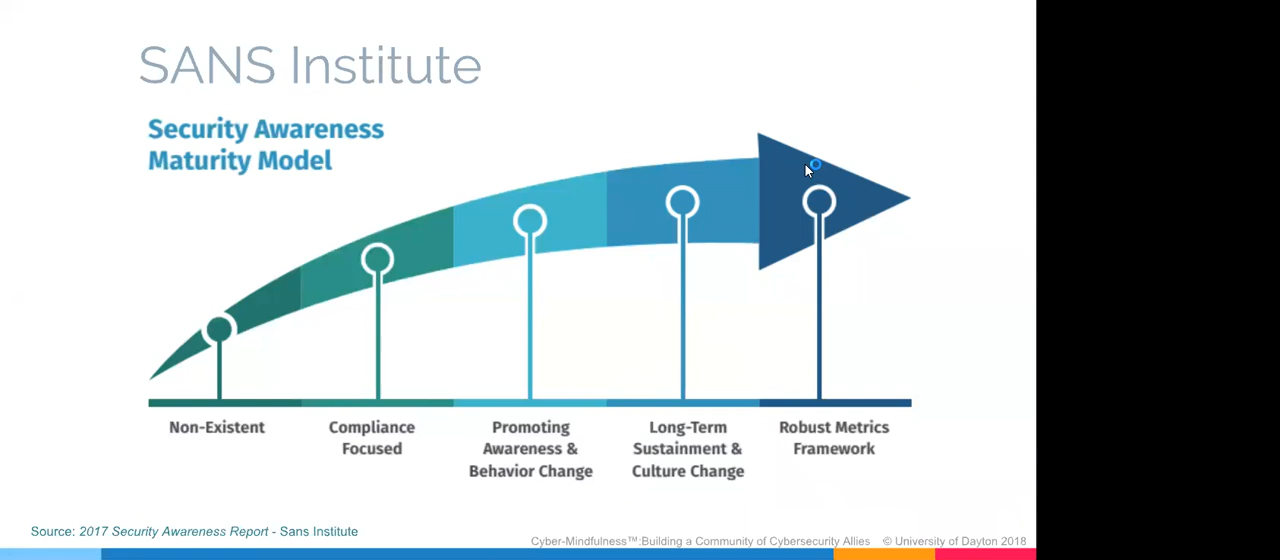 SANS Institute
Security Awareness
Maturity Model
Non-Existent
Compliance
Focused
Promoting
Awareness &
Behavior Change
Long-Term
Sustainment &
Culture Change
Robust Metrics
Framework
Source: 2017 Security Awareness Report - Sans Institute
Cyber-Mindfulness™:Building a Community of Cybersecurity Allies © University of Dayton 2018